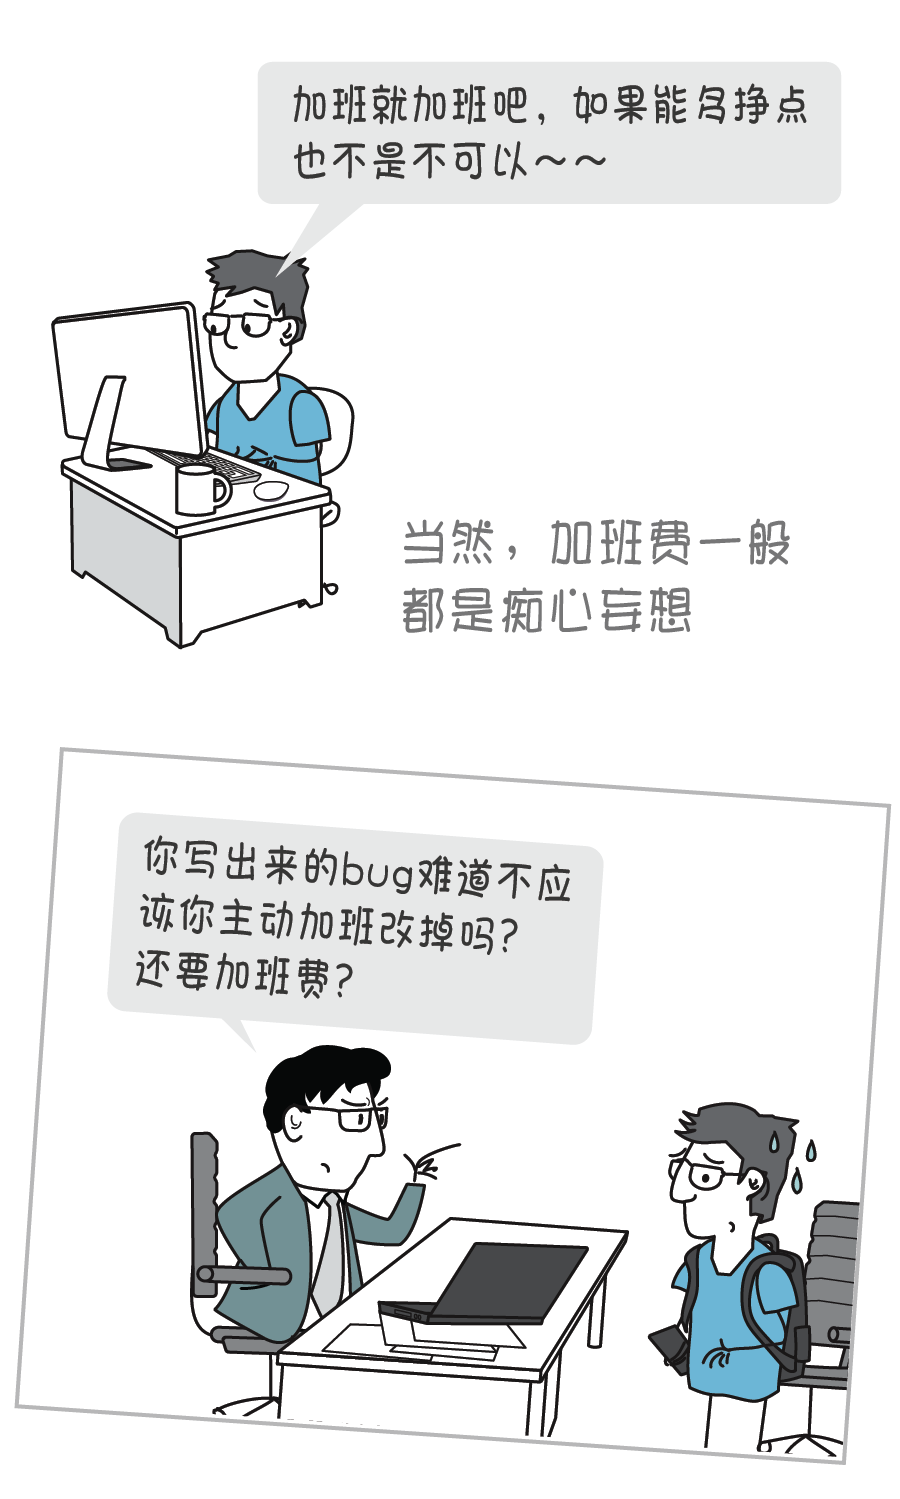 加班就加班吧，如果能多挣点
也不是不可以～～
当然，加班费一般
都是痴心妄想
你写出来的bug难道不应
该你主动加班改掉吗？
还要加班费？